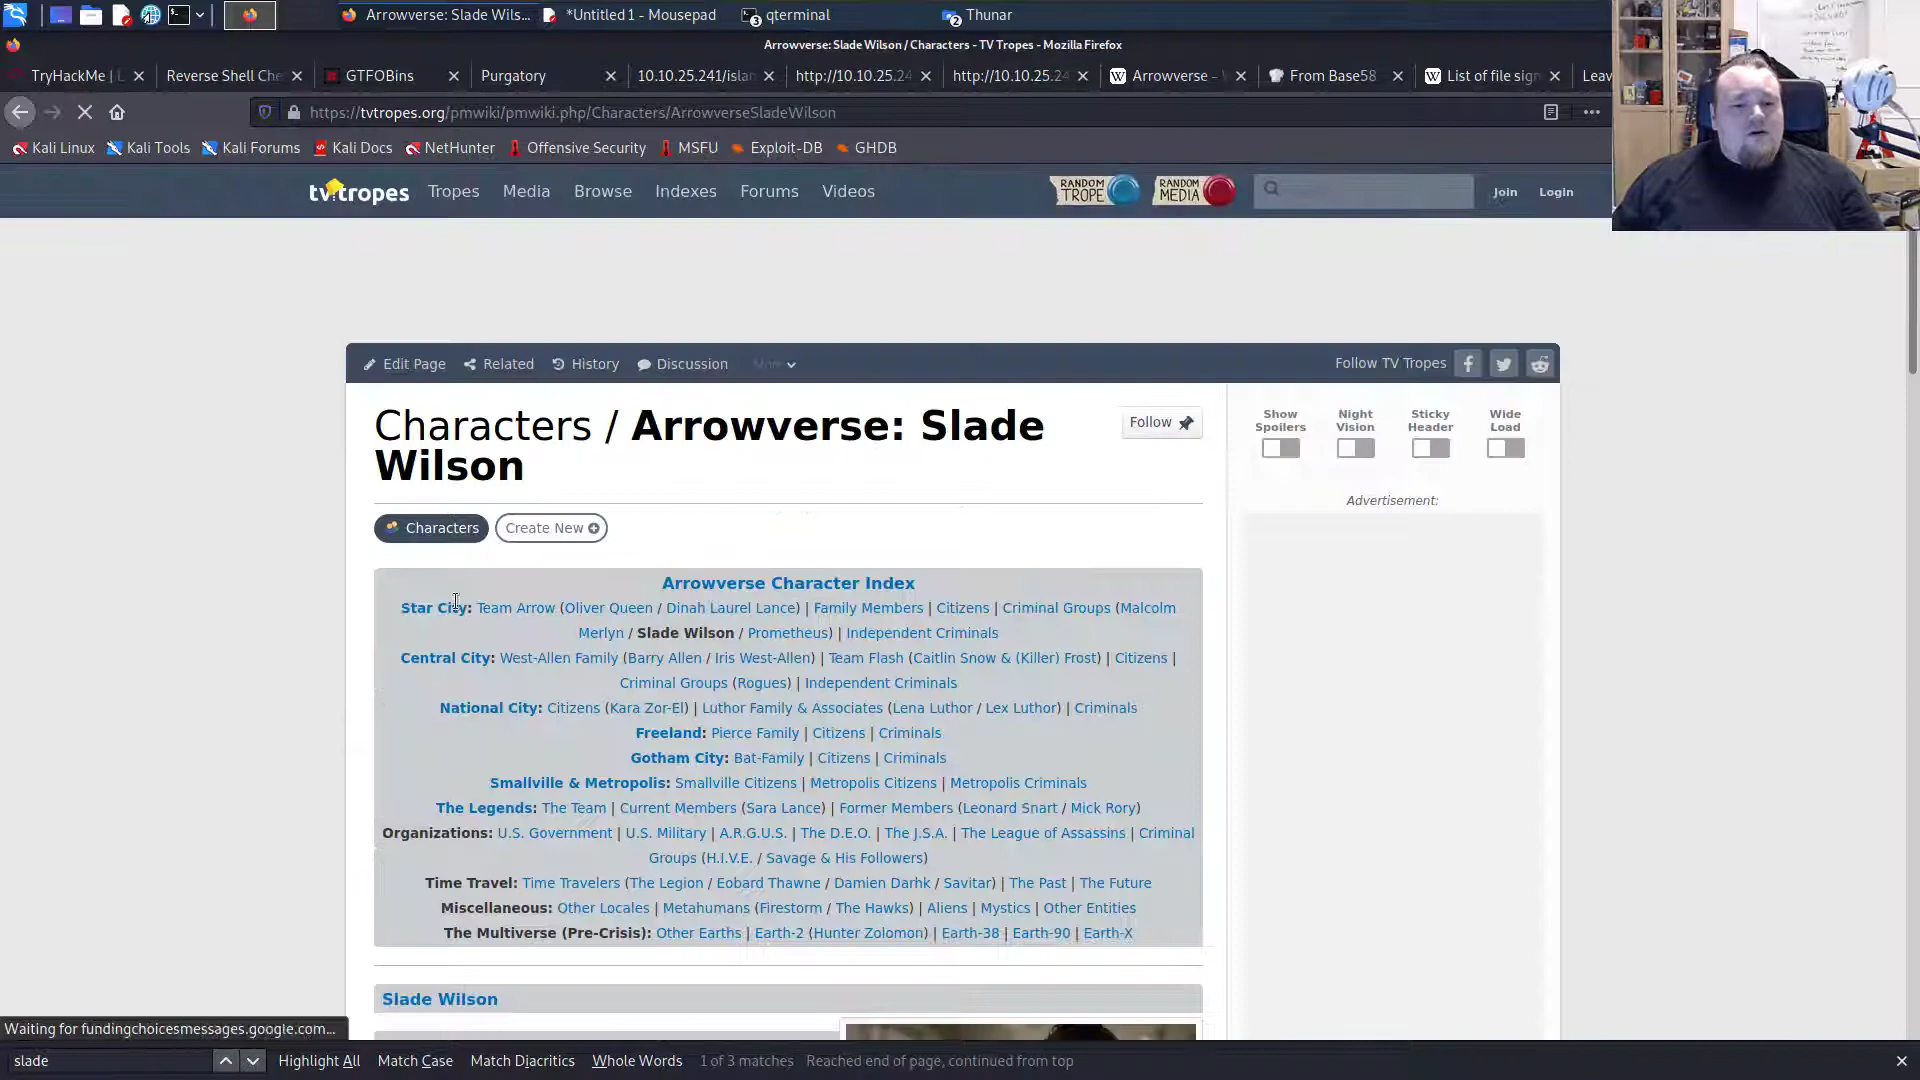 Arrowverse: Slade Wils...
*Untitled 1 - Mousepad
3
qterminal
2
Thunar
Arrowverse: Slade Wilson / Characters - TV Tropes - Mozilla Firefox
TryHackMe | L
Reverse Shell Che
GTFOBins
Purgatory
10.10.25.241/islan
http://10.10.25.24
http://10.10.25.24
Arrowverse -
From Base58
List of file sign
Leav
https://tvtropes.org/pmwiki/pmwiki.php/Characters/ArrowverseSladeWilson
Kali Linux
Kali Tools
Kali Forums
Kali Docs
NetHunter
Offensive Security
MSFU
Exploit-DB
GHDB
tvtropes
Tropes
Media
Browse
Indexes
Forums
Videos
RANDOM TROPE
RANDOM MEDIA
Join
Login
Edit Page
Related
History
Discussion
More
Follow TV Tropes
Characters / Arrowverse: Slade
Wilson
Follow
Show Spoilers
Night Vision
Sticky Header
Wide Load
Advertisement:
Characters
Create New
Arrowverse Character Index
Star City: Team Arrow (Oliver Queen / Dinah Laurel Lance) | Family Members | Citizens | Criminal Groups (Malcolm
Merlyn / Slade Wilson / Prometheus) | Independent Criminals
Central City: West-Allen Family (Barry Allen / Iris West-Allen) | Team Flash (Caitlin Snow & (Killer) Frost) | Citizens |
Criminal Groups (Rogues) | Independent Criminals
National City: Citizens (Kara Zor-El) | Luthor Family & Associates (Lena Luthor / Lex Luthor) | Criminals
Freeland: Pierce Family | Citizens | Criminals
Gotham City: Bat-Family | Citizens | Criminals
Smallville & Metropolis: Smallville Citizens | Metropolis Citizens | Metropolis Criminals
The Legends: The Team | Current Members (Sara Lance) | Former Members (Leonard Snart / Mick Rory)
Organizations: U.S. Government | U.S. Military | A.R.G.U.S. | The D.E.O. | The J.S.A. | The League of Assassins | Criminal
Groups (H.I.V.E. / Savage & His Followers)
Time Travel: Time Travelers (The Legion / Eobard Thawne / Damien Darhk / Savitar) | The Past | The Future
Miscellaneous: Other Locales | Metahumans (Firestorm / The Hawks) | Aliens | Mystics | Other Entities
The Multiverse (Pre-Crisis): Other Earths | Earth-2 (Hunter Zolomon) | Earth-38 | Earth-90 | Earth-X
Slade Wilson
Waiting for fundingchoicesmessages.google.com...
slade
Highlight All
Match Case
Match Diacritics
Whole Words
1 of 3 matches
Reached end of page, continued from top